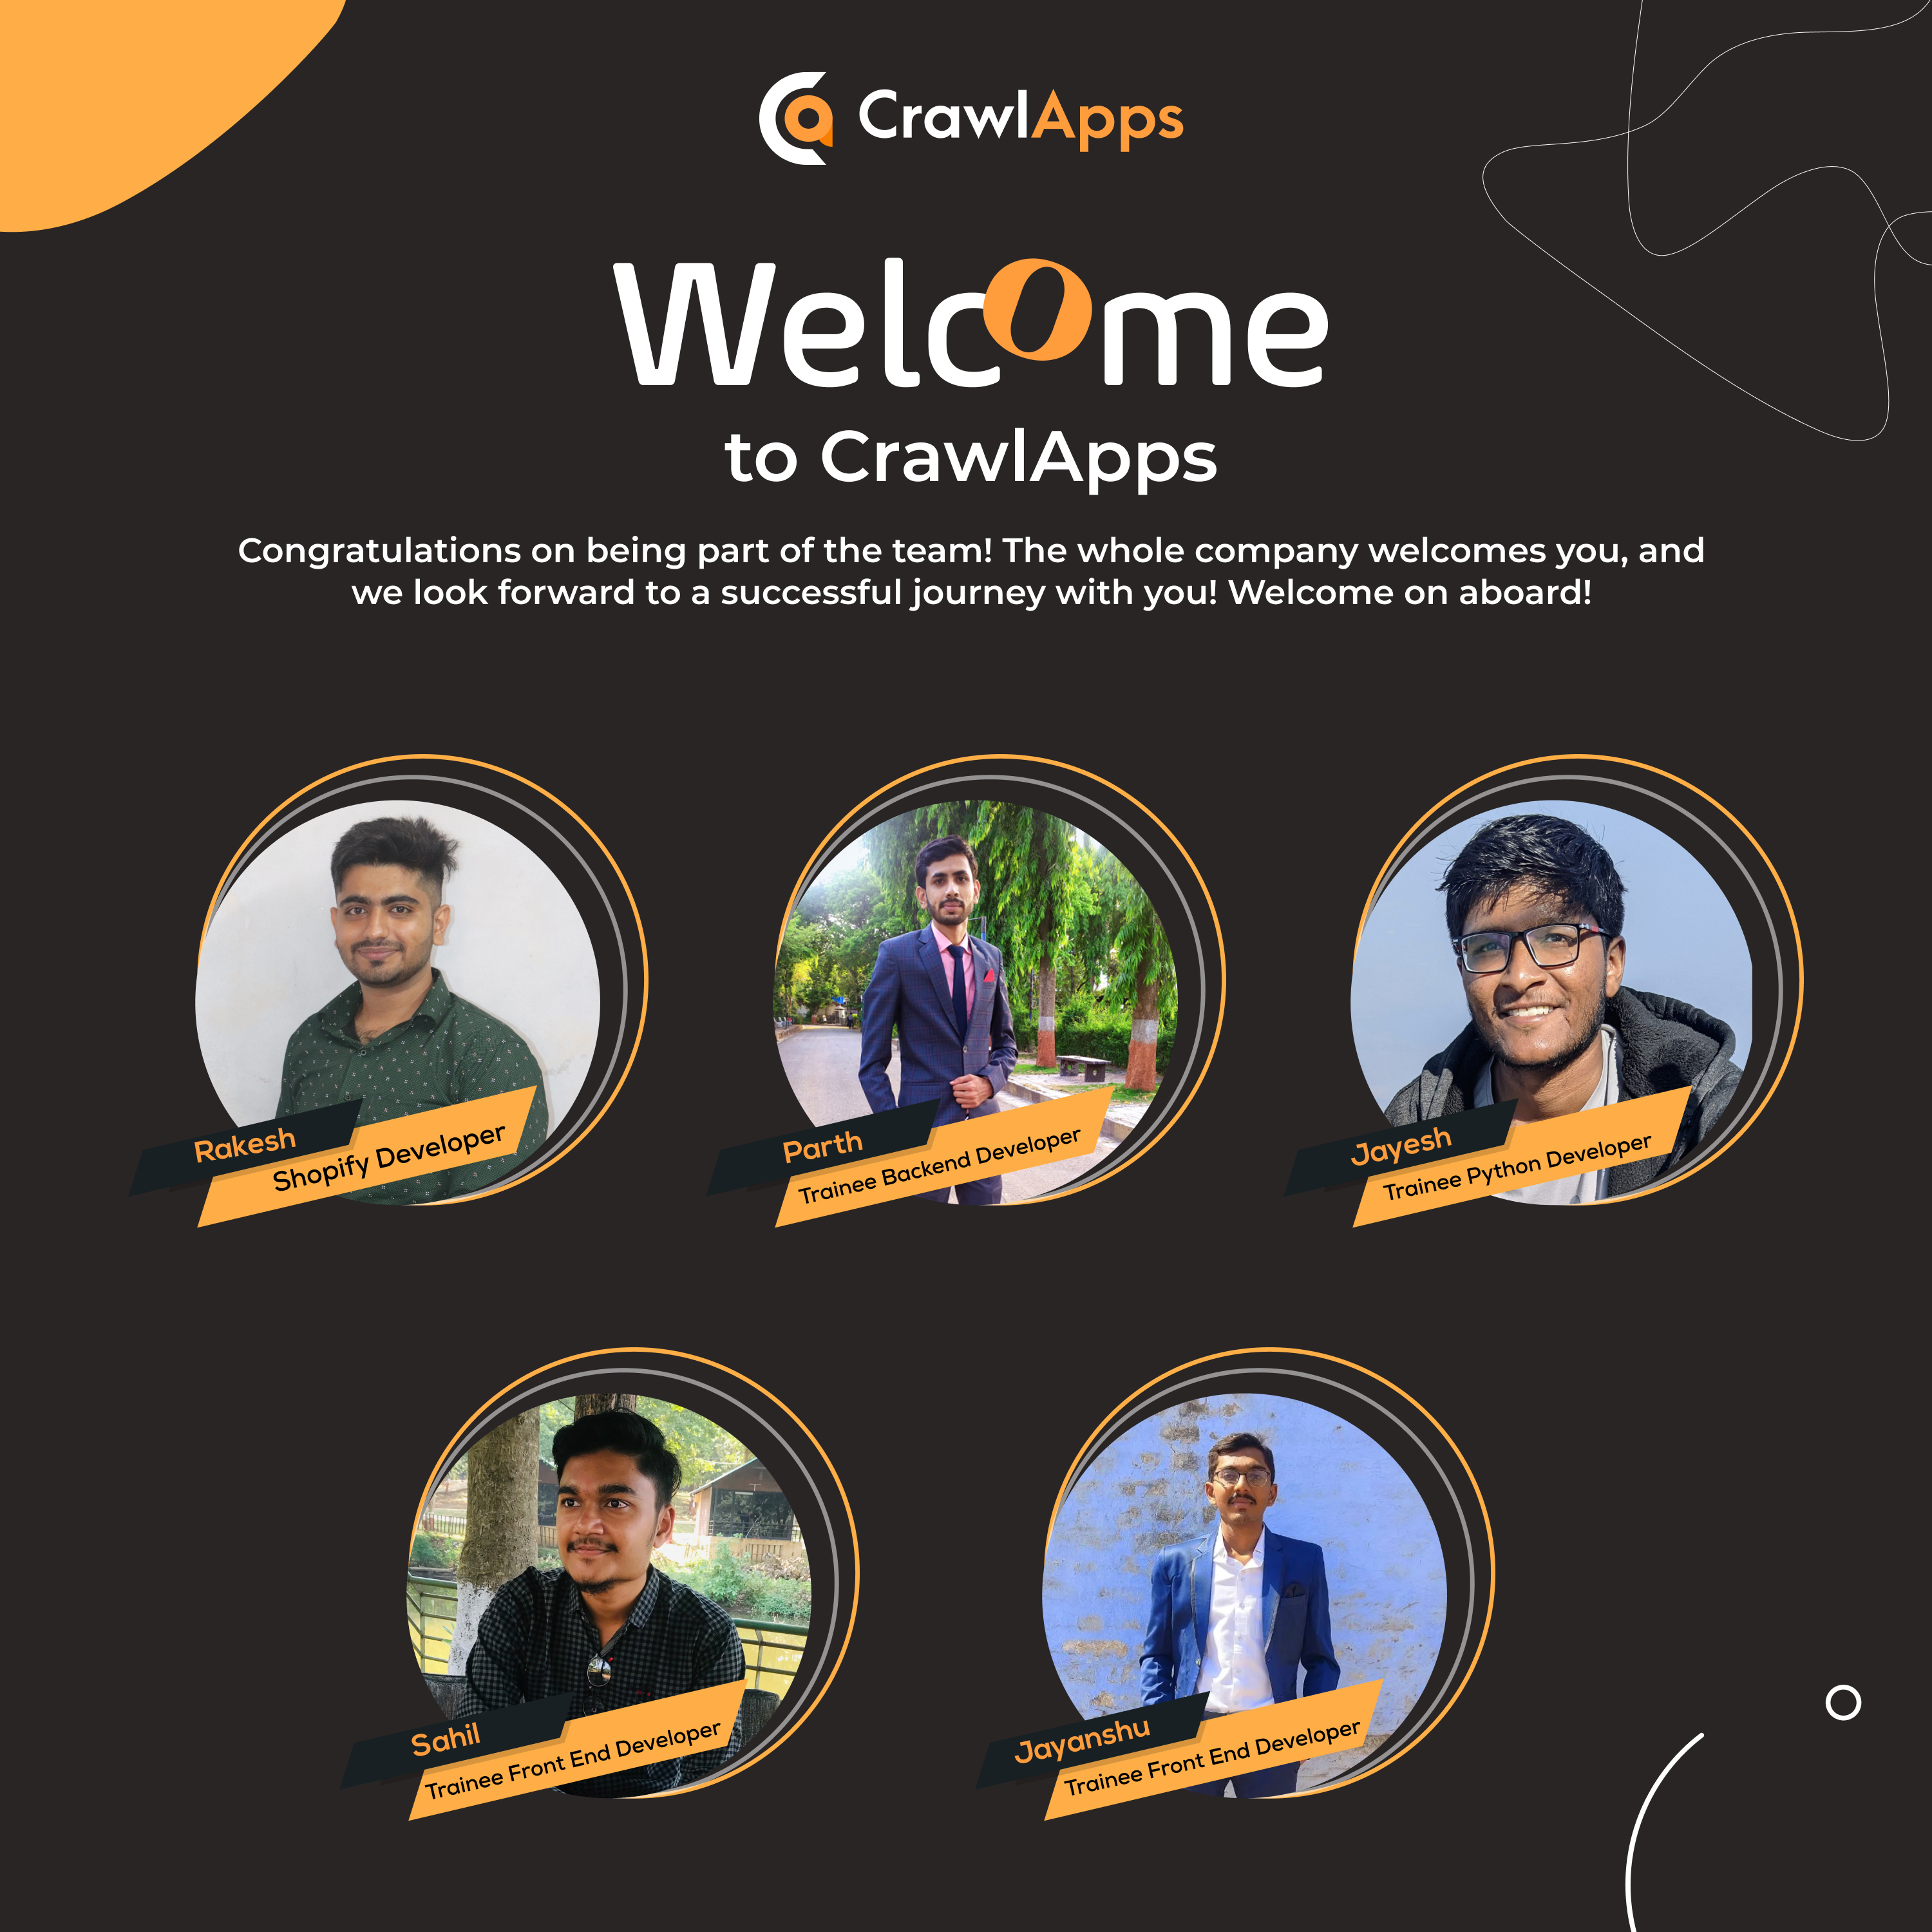 CrawlApps
Welcome
to CrawlApps
Congratulations on being part of the team! The whole company welcomes you, and
we look forward to a successful journey with you! Welcome on aboard!
Rakesh
Shopify Developer
Parth
Trainee Backend Developer
Jayesh
Trainee Python Developer
Sahil
Trainee Front End Developer
Jayanshu
Trainee Front End Developer